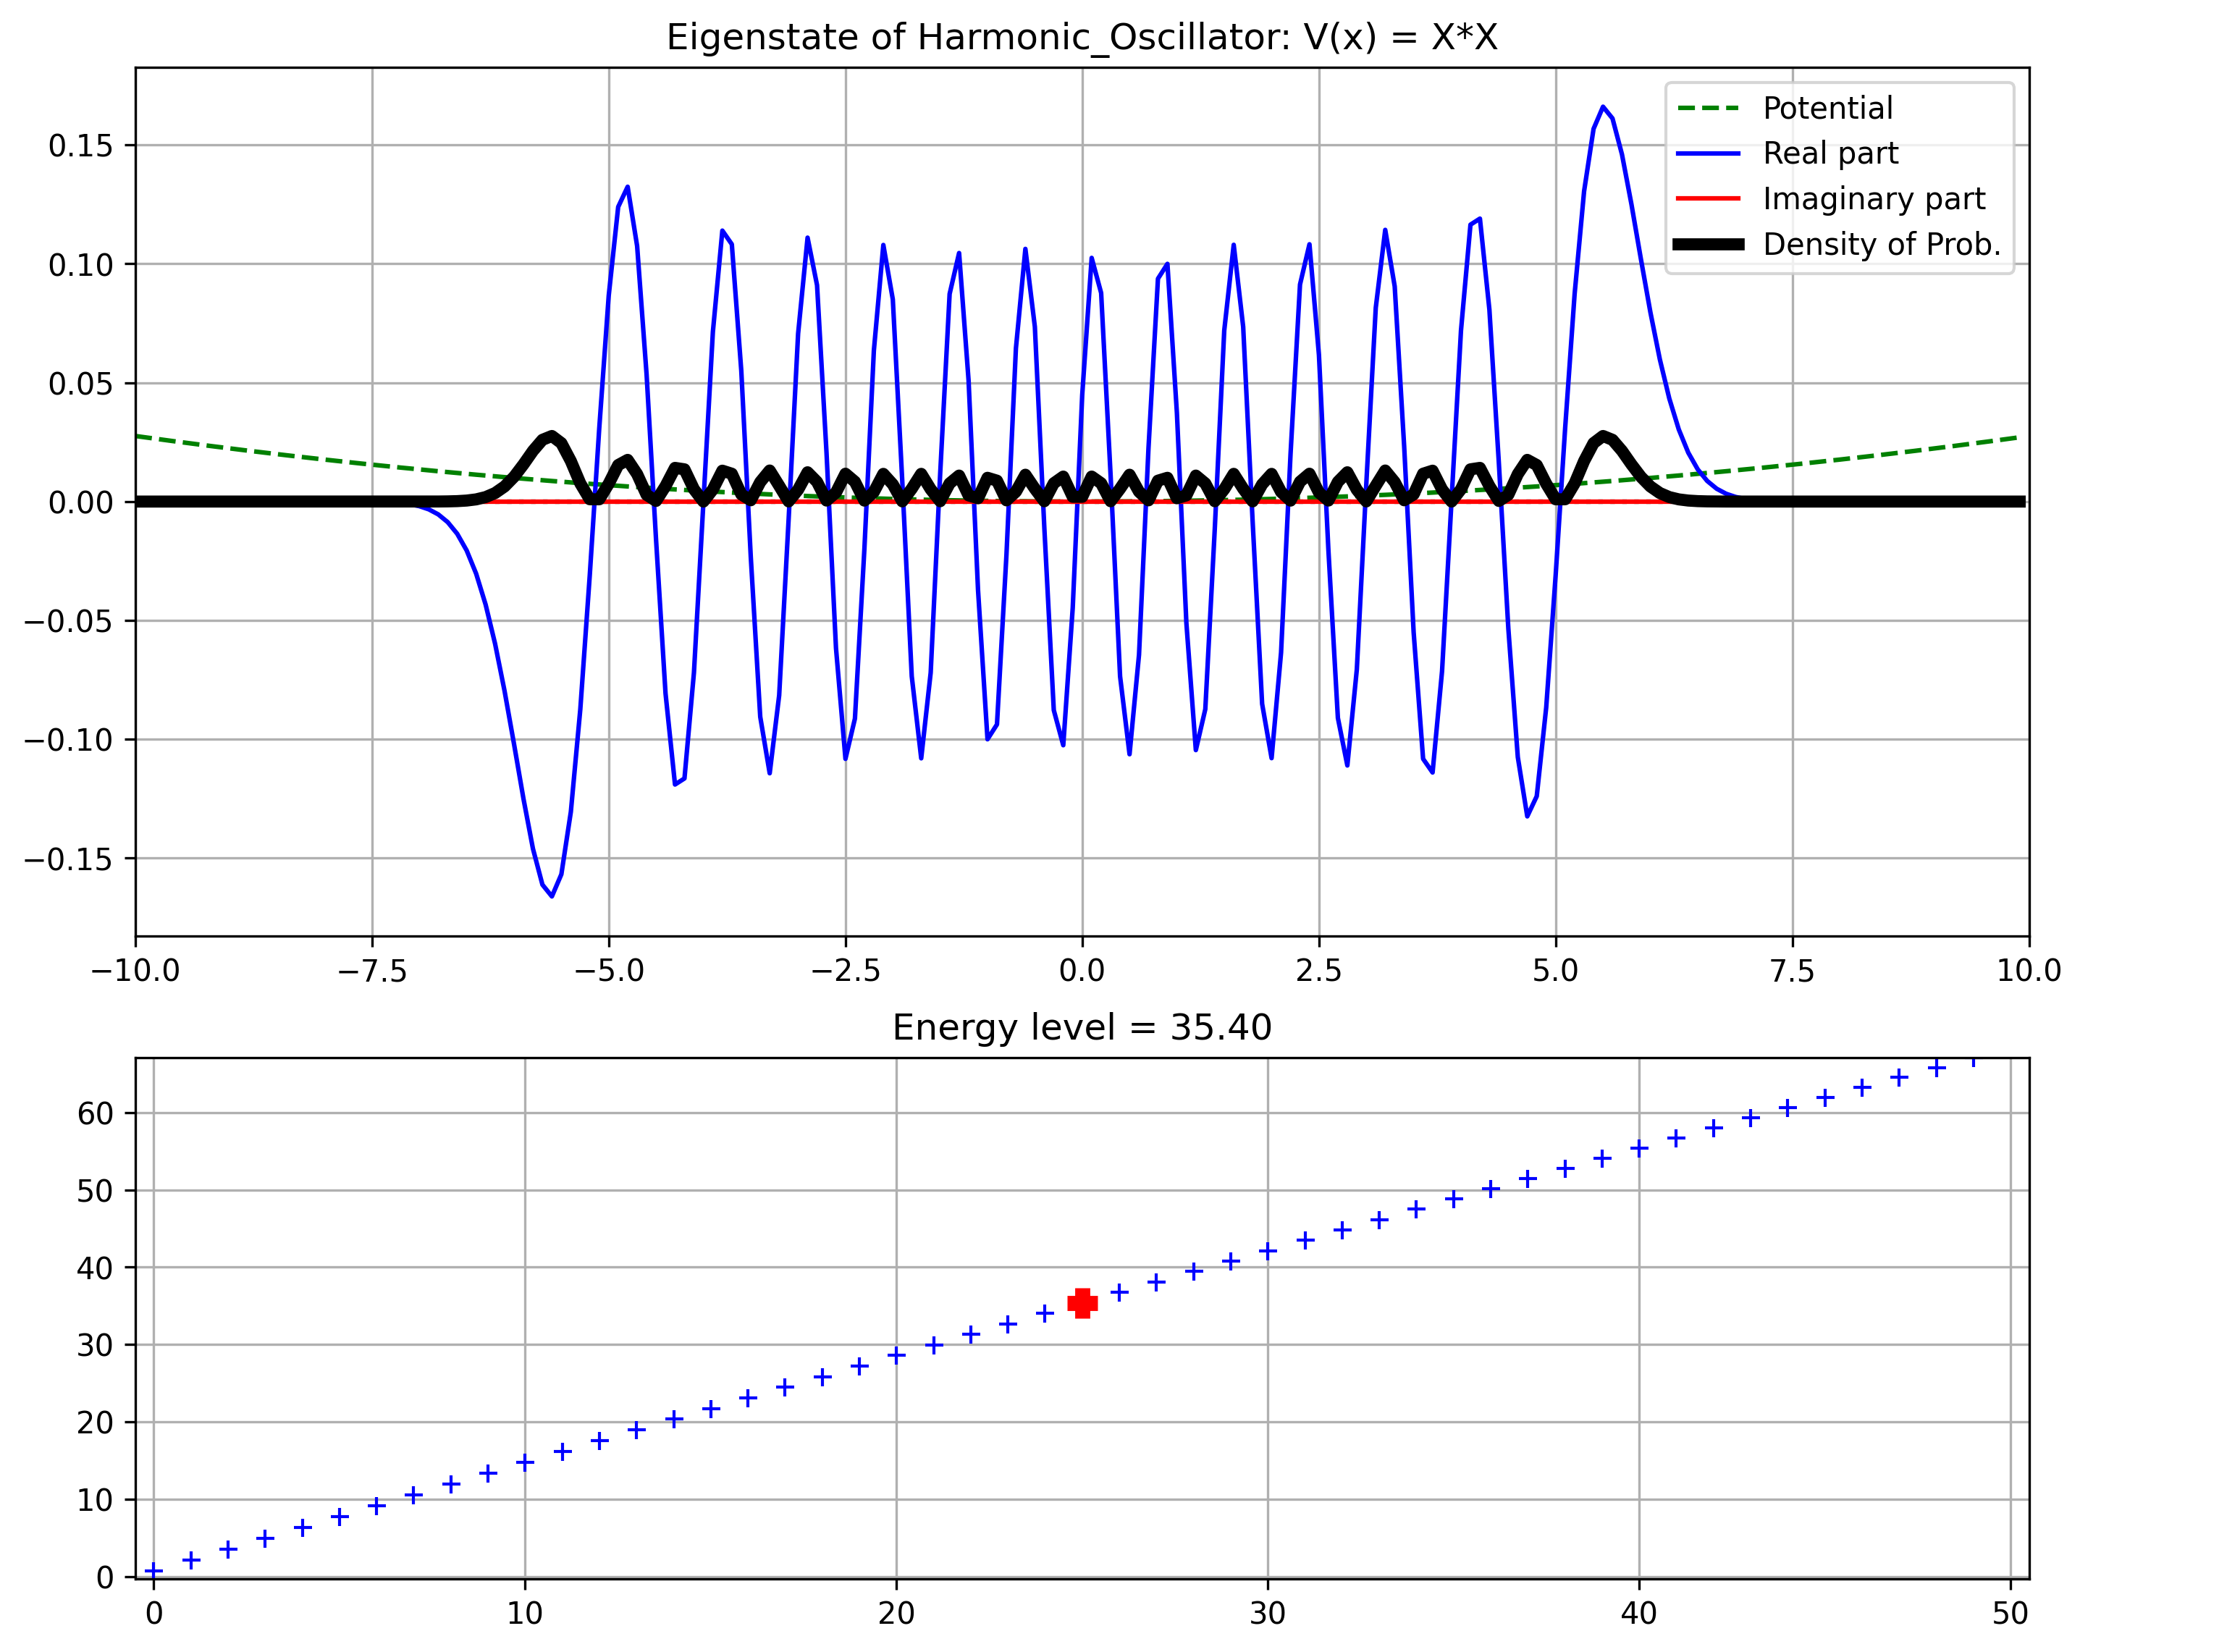 Eigenstate of Harmonic_Oscillator: V(x) = X*X
Potential
Real part
Imaginary part
Density of Prob.
0.15
0.10
0.05
0.00
−0.05
−0.10
−0.15
−10.0 −7.5 −5.0 −2.5 0.0 2.5 5.0 7.5 10.0
Energy level = 35.40
60
50
40
30
20
10
0
0 10 20 30 40 50